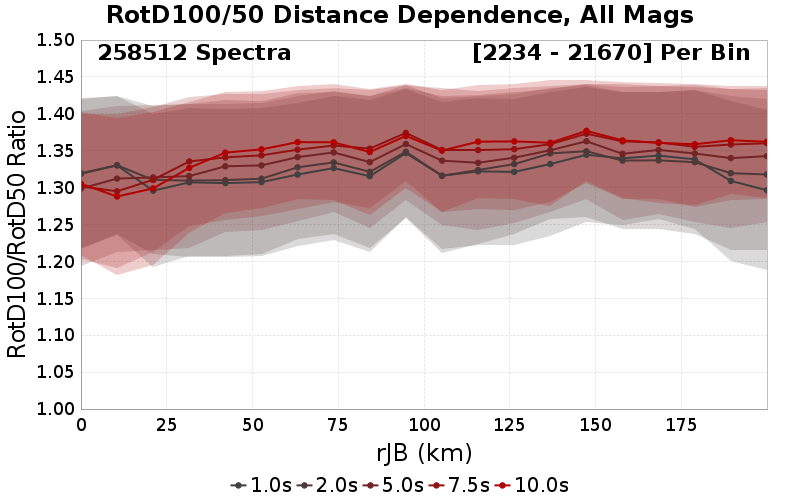 RotD100/50 Distance Dependence, All Mags
258512 Spectra
[2234 - 21670] Per Bin
RotD100/RotD50 Ratio
1.50
1.45
1.40
1.35
1.30
1.25
1.20
1.15
1.10
1.05
1.00
0 25 50 75 100 125 150 175
rJB (km)
1.0s 2.0s 5.0s 7.5s 10.0s